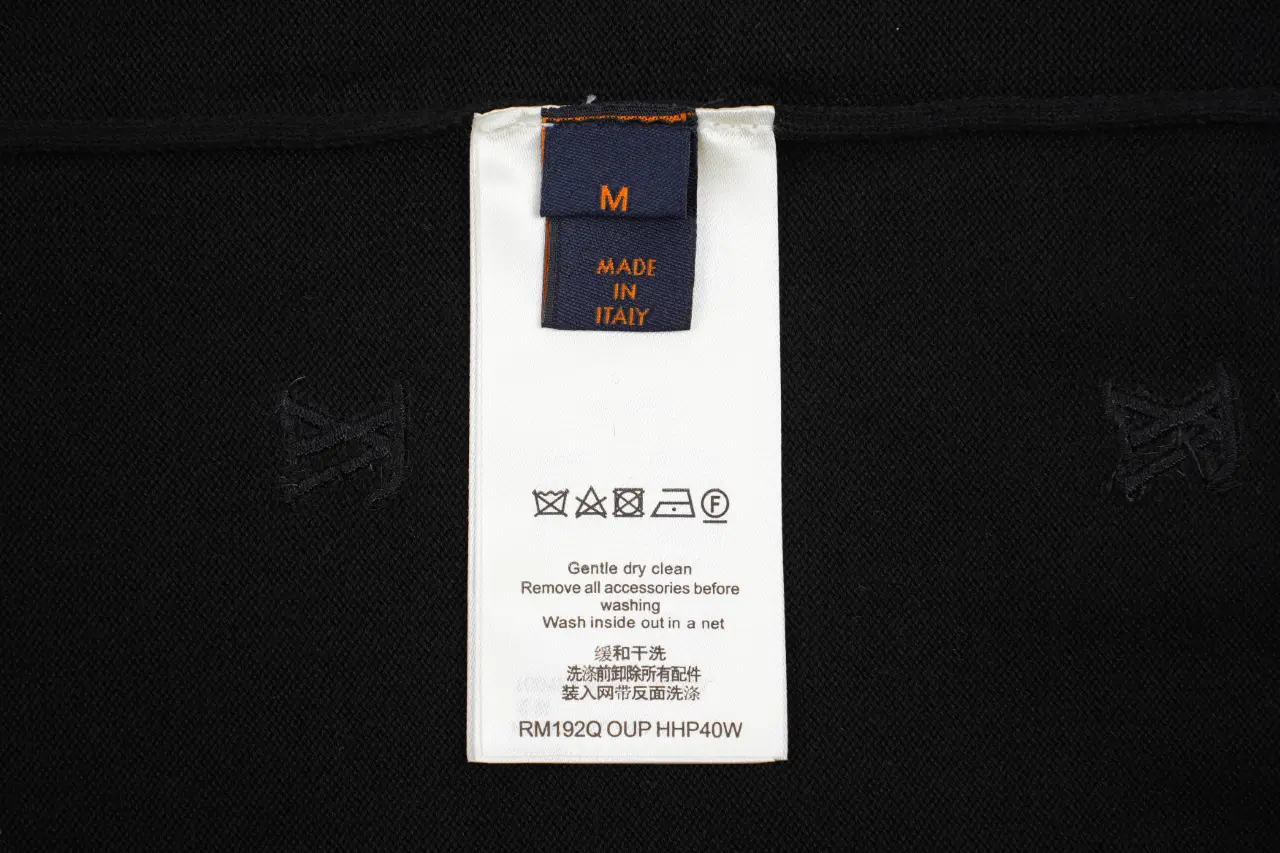 M
MADE
IN
ITALY
F
Gentle dry clean
Remove all accessories before
washing
Wash inside out in a net
缓和干洗
洗涤前卸除所有配件
装入网带反面洗涤
RM192Q OUP HHP40W